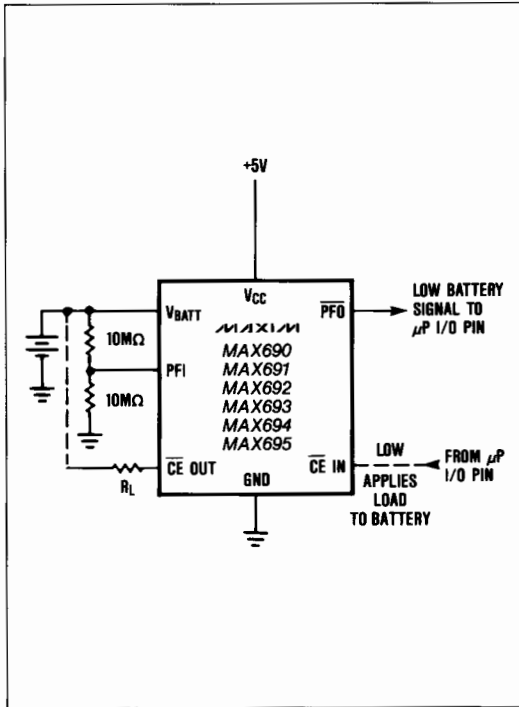 +5V
VBATT
VCC
PFO
LOW BATTERY
SIGNAL TO
μP I/O PIN
10MΩ
MAXIM
MAX690
MAX691
MAX692
MAX693
MAX694
MAX695
PFI
10MΩ
CE OUT
GND
CE IN
RL
LOW
APPLIES
LOAD
TO BATTERY
FROM μP
I/O PIN